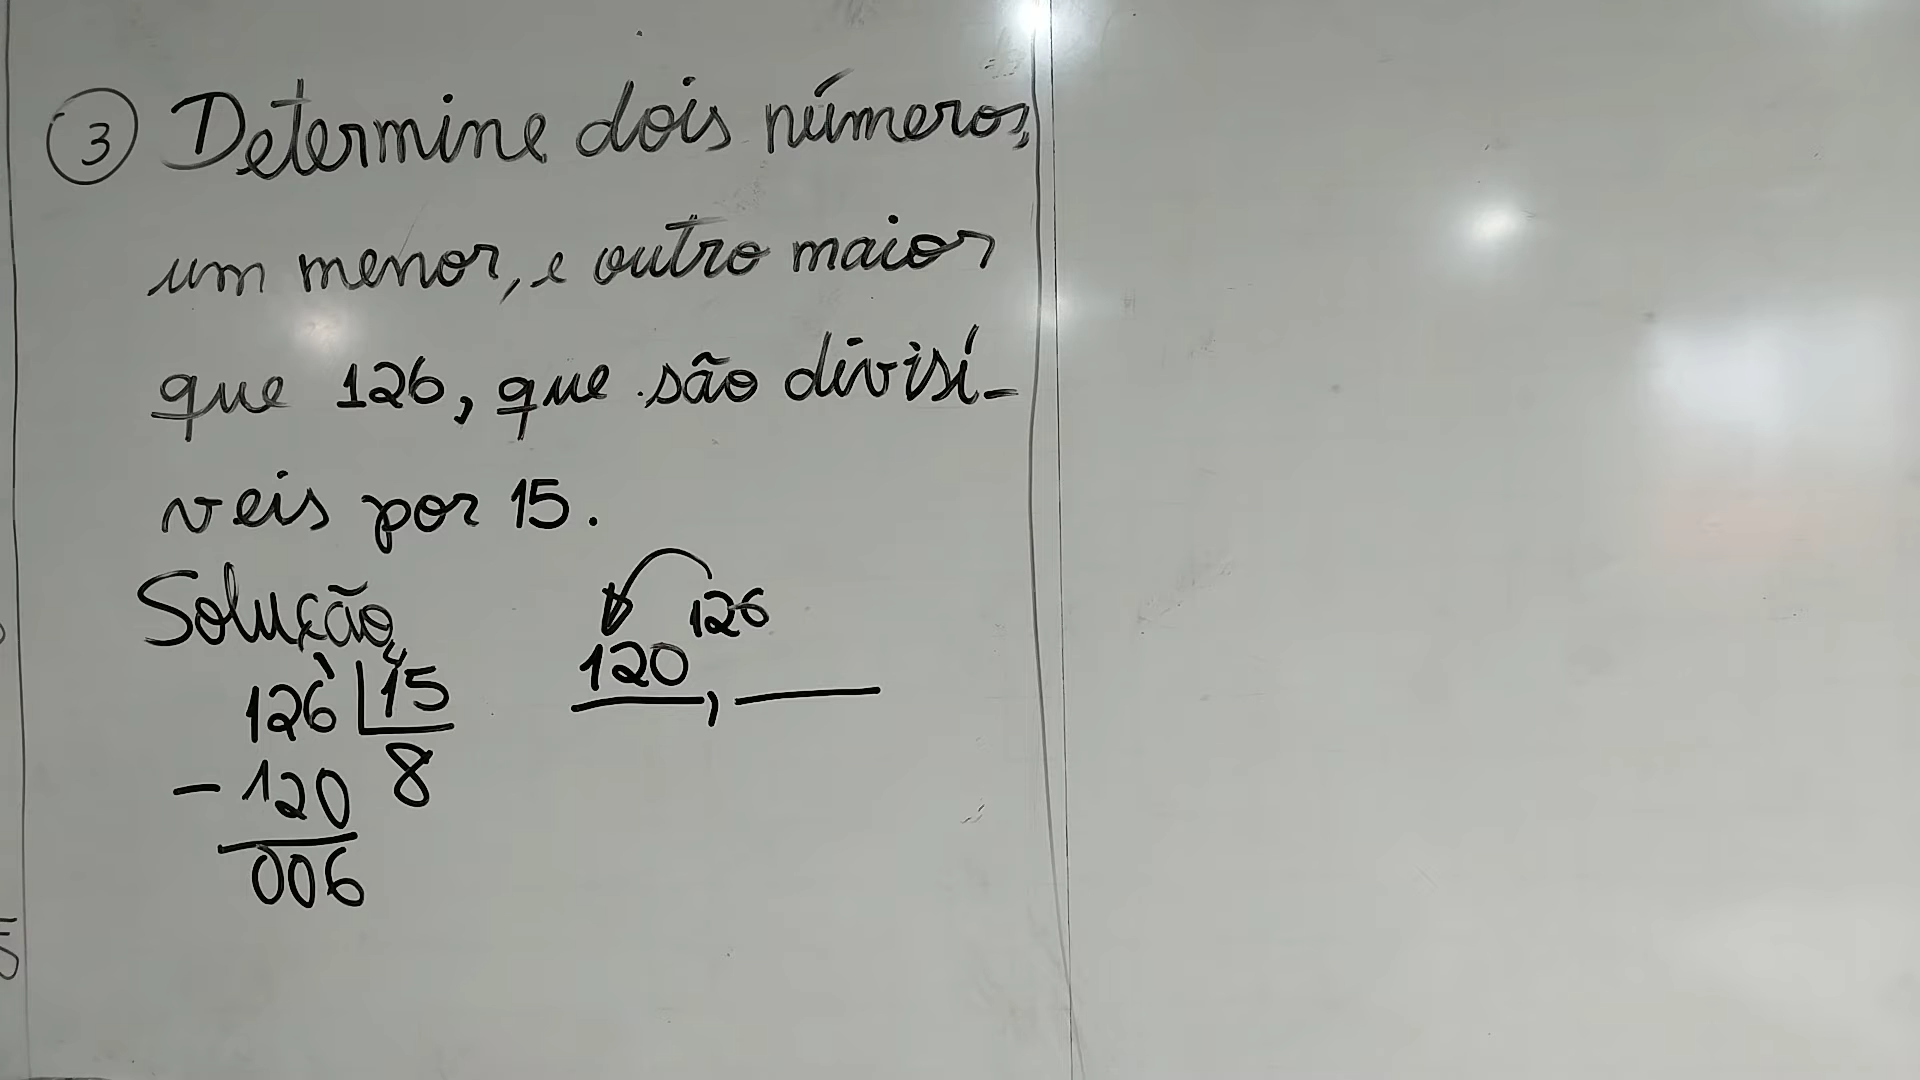 3 Determine dois números,
um menor, e outro maior
que 126, que são divisí-
veis por 15.
Solução
126 15
- 120 8
006
126
120 ,
5